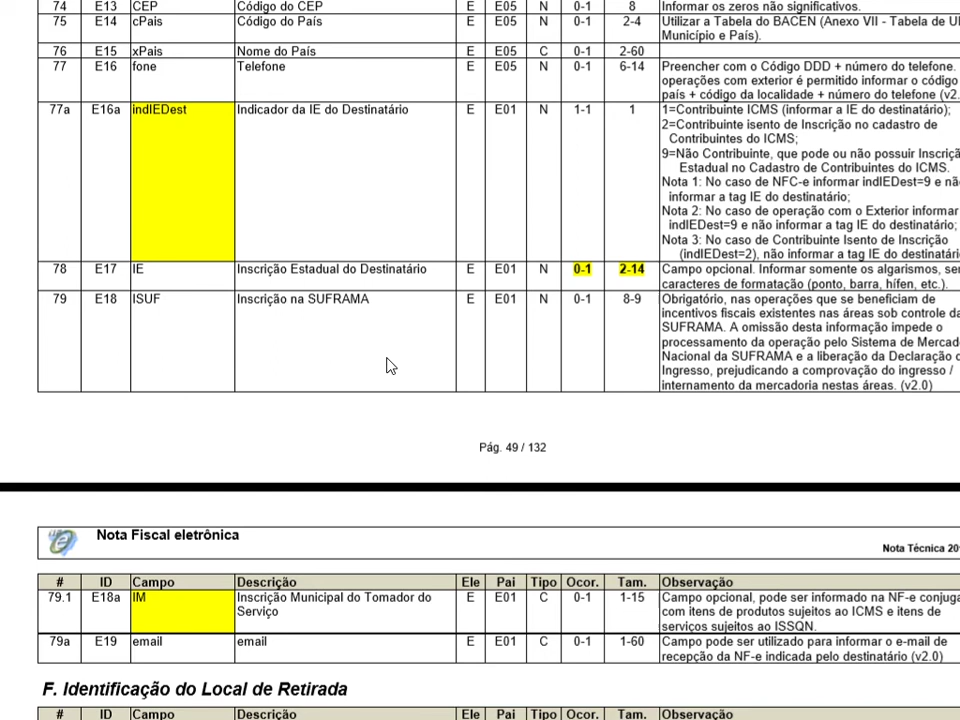 74 E13 CEP Código do CEP E E05 N 0-1 8 Informar os zeros não significativos.
75 E14 cPais Código do País E E05 N 0-1 2-4 Utilizar a Tabela do BACEN (Anexo VII - Tabela de
Município e País).
76 E15 xPais Nome do País E E05 C 0-1 2-60
77 E16 fone Telefone E E05 N 0-1 6-14 Preencher com o Código DDD + número do telefone.
operações com exterior é permitido informar o código
país + código da localidade + número do telefone (v2.
77a E16a indIEDest Indicador da IE do Destinatário E E01 N 1-1 1 1=Contribuinte ICMS (informar a IE do destinatário);
2=Contribuinte isento de Inscrição no cadastro de
Contribuintes do ICMS;
9=Não Contribuinte, que pode ou não possuir Inscriçã
Estadual no Cadastro de Contribuintes do ICMS.
Nota 1: No caso de NFC-e informar indIEDest=9 e nã
informar a tag IE do destinatário;
Nota 2: No caso de operação com o Exterior informar
indIEDest=9 e não informar a tag IE do destinatário;
Nota 3: No caso de Contribuinte Isento de Inscrição
(indIEDest=2), não informar a tag IE do destinatári
78 E17 IE Inscrição Estadual do Destinatário E E01 N 0-1 2-14 Campo opcional. Informar somente os algarismos, se
caracteres de formatação (ponto, barra, hífen, etc.).
79 E18 ISUF Inscrição na SUFRAMA E E01 N 0-1 8-9 Obrigatório, nas operações que se beneficiam de
incentivos fiscais existentes nas áreas sob controle da
SUFRAMA. A omissão desta informação impede o
processamento da operação pelo Sistema de Mercad
Nacional da SUFRAMA e a liberação da Declaração
Ingresso, prejudicando a comprovação do ingresso /
internamento da mercadoria nestas áreas. (v2.0)
Pág. 49 / 132
Nota Fiscal eletrônica
Nota Técnica 20
# ID Campo Descrição Ele Pai Tipo Ocor. Tam. Observação
79.1 E18a IM Inscrição Municipal do Tomador do E E01 C 0-1 1-15 Campo opcional, pode ser informado na NF-e conjuga
Serviço com itens de produtos sujeitos ao ICMS e itens de
serviços sujeitos ao ISSQN.
79a E19 email email E E01 C 0-1 1-60 Campo pode ser utilizado para informar o e-mail de
recepção da NF-e indicada pelo destinatário (v2.0)
F. Identificação do Local de Retirada
# ID Campo Descrição Ele Pai Tipo Ocor. Tam. Observação